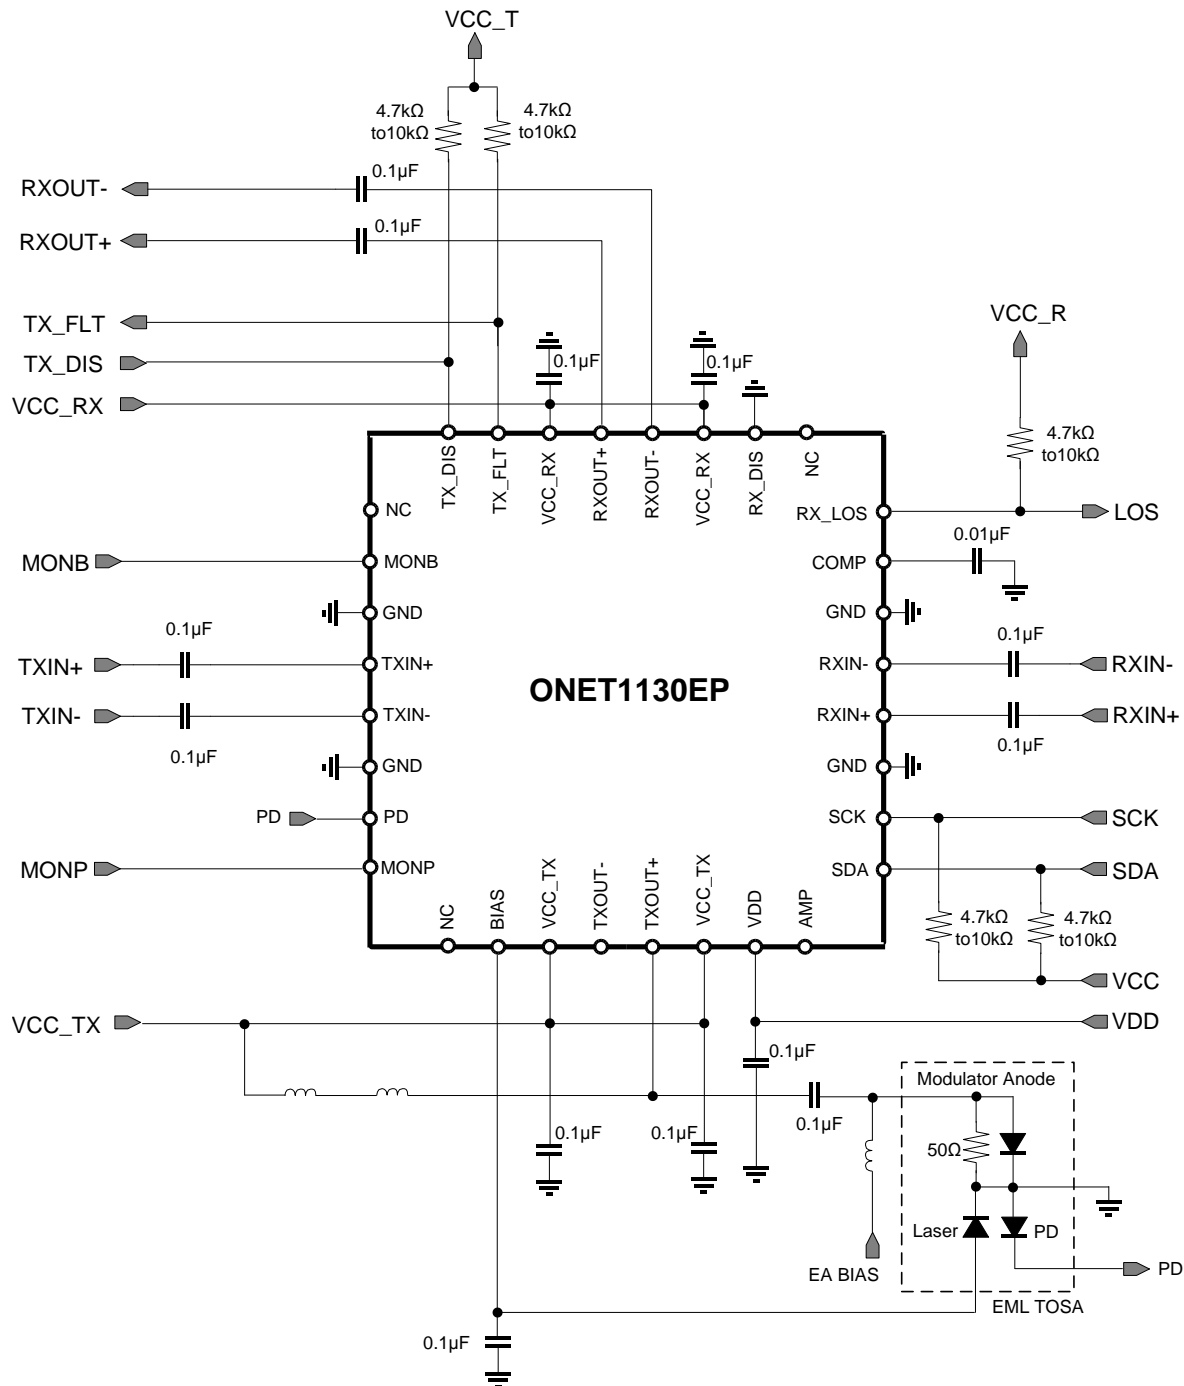 VCC_T
4.7kΩ
to10kΩ
4.7kΩ
to10kΩ
RXOUT-
0.1µF
RXOUT+
0.1µF
TX_FLT
TX_DIS
VCC_RX
0.1µF
0.1µF
VCC_R
4.7kΩ
to10kΩ
TX_DIS
TX_FLT
VCC_RX
RXOUT+
RXOUT-
VCC_RX
RX_DIS
NC
NC
RX_LOS
LOS
MONB
MONB
COMP
0.01µF
GND
GND
0.1µF
0.1µF
TXIN+
TXIN+
RXIN-
RXIN-
ONET1130EP
TXIN-
TXIN-
RXIN+
RXIN+
0.1µF
0.1µF
GND
GND
PD
PD
SCK
SCK
MONP
MONP
SDA
SDA
NC
BIAS
VCC_TX
TXOUT-
TXOUT+
VCC_TX
VDD
AMP
4.7kΩ
to10kΩ
4.7kΩ
to10kΩ
VCC
VCC_TX
VDD
0.1µF
Modulator Anode
0.1µF
0.1µF
0.1µF
50Ω
Laser
PD
EA BIAS
PD
EML TOSA
0.1µF